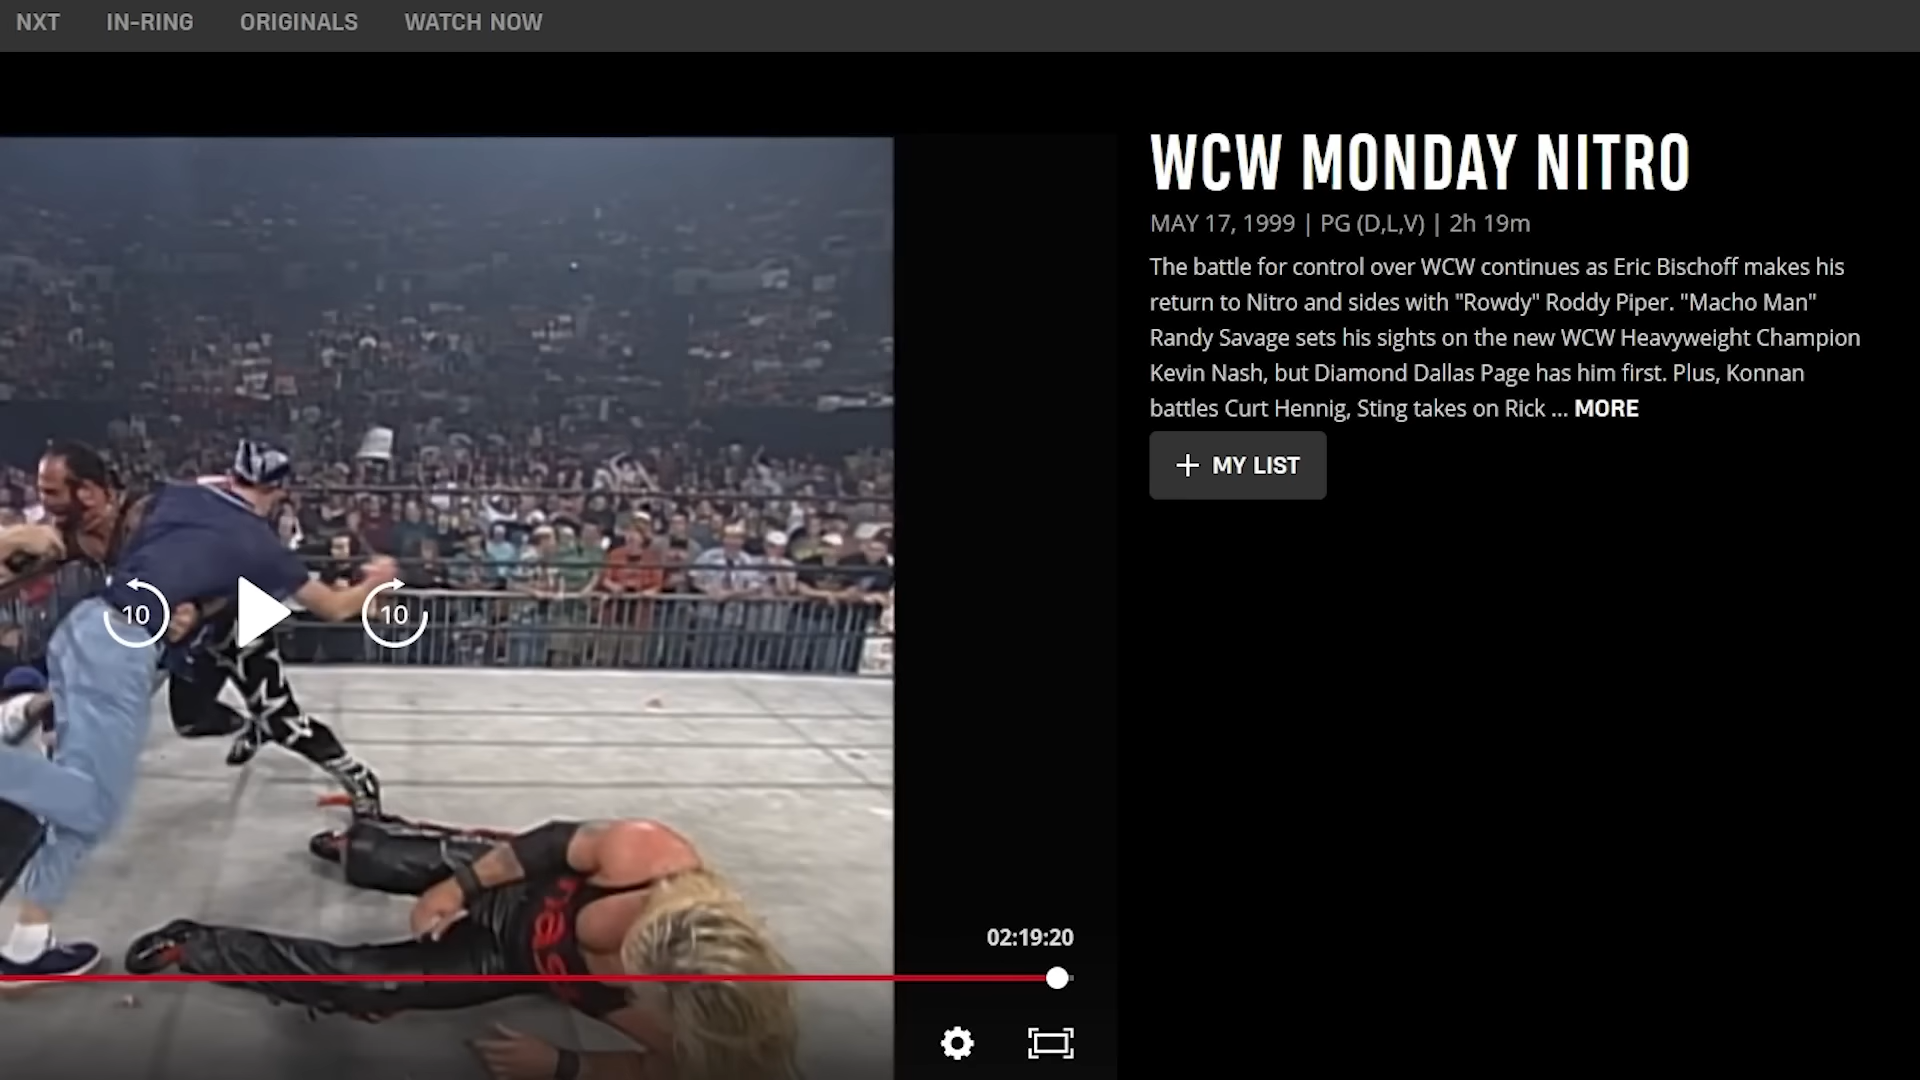 NXT IN-RING ORIGINALS WATCH NOW
WCW MONDAY NITRO
MAY 17, 1999 | PG (D,L,V) | 2h 19m
The battle for control over WCW continues as Eric Bischoff makes his
return to Nitro and sides with "Rowdy" Roddy Piper. "Macho Man"
Randy Savage sets his sights on the new WCW Heavyweight Champion
Kevin Nash, but Diamond Dallas Page has him first. Plus, Konnan
battles Curt Hennig, Sting takes on Rick ... MORE
+ MY LIST
10 10
02:19:20